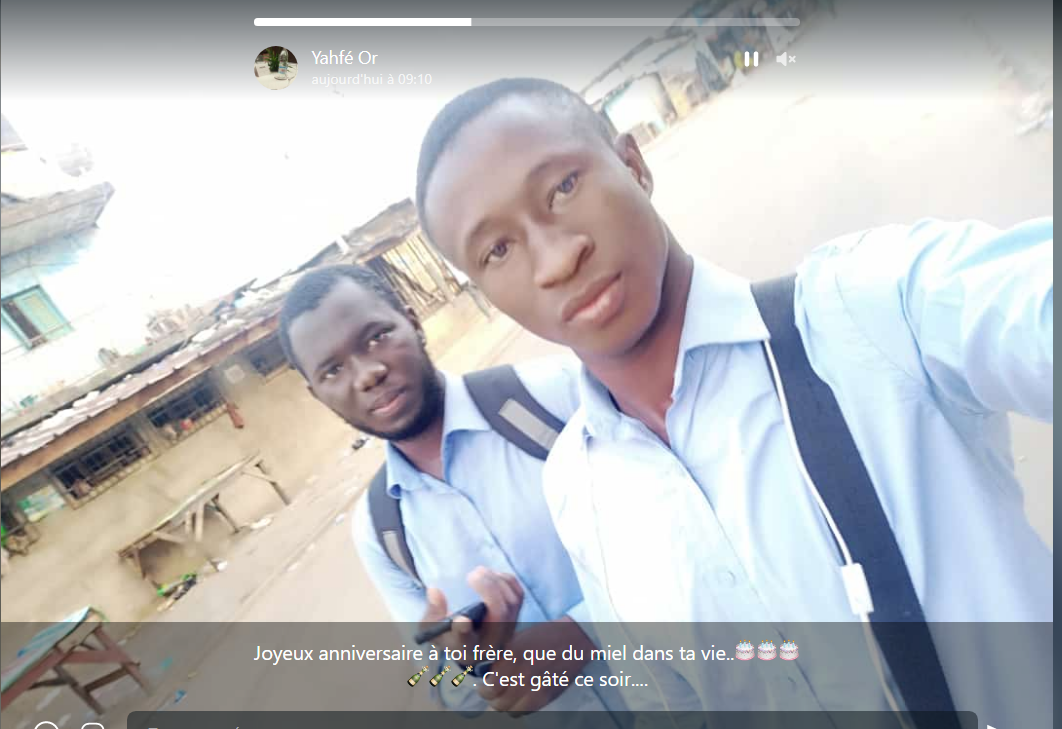 Yahfé Or
aujourd'hui à 09:10
Joyeux anniversaire à toi frère, que du miel dans ta vie..🎂🎂🎂
🍾🍾🍾. C'est gâté ce soir....